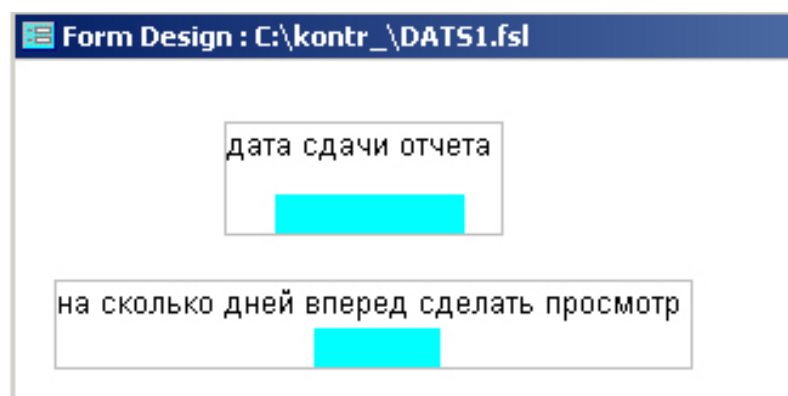 Form Design : C:\kontr_\DATS1.fsl
дата сдачи отчета
на сколько дней вперед сделать просмотр